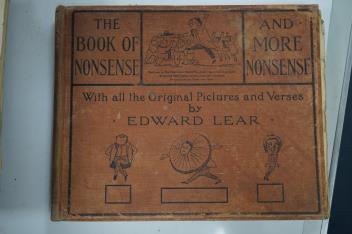 THE
BOOK OF
NONSENSE
AND
MORE
NONSENSE
With all the Original Pictures and Verses
by
EDWARD LEAR